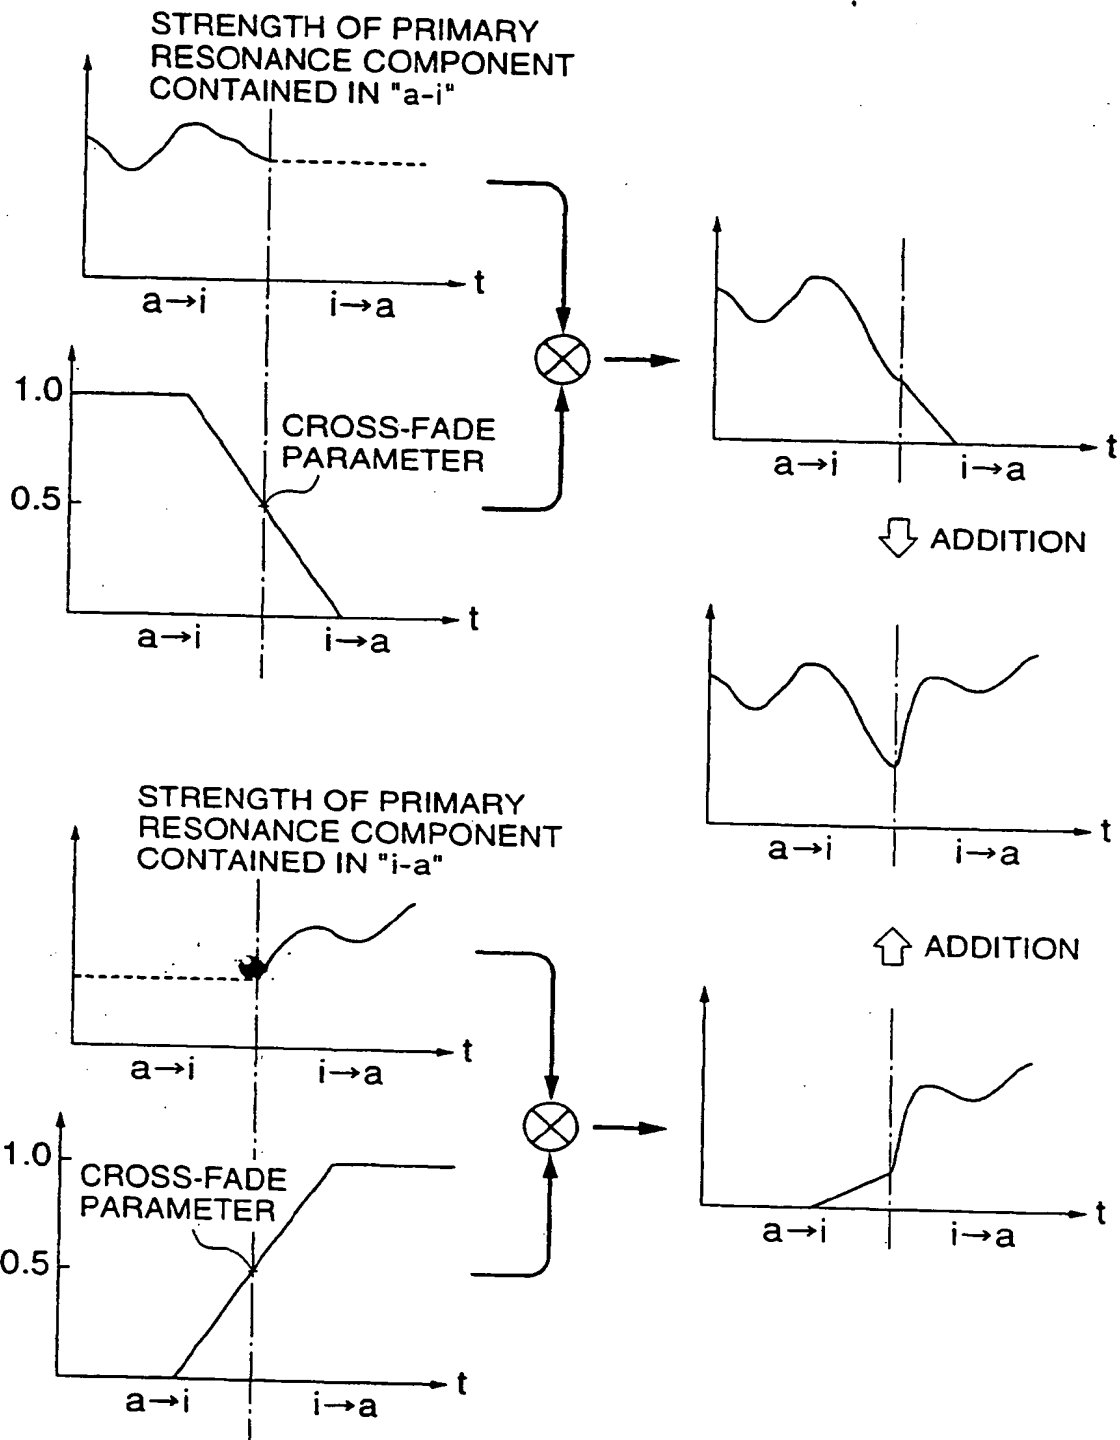 STRENGTH OF PRIMARY
RESONANCE COMPONENT
CONTAINED IN "a-i"
t
a→i
i→a
1.0
CROSS-FADE
PARAMETER
0.5
t
a→i
i→a
t
a→i
i→a
ADDITION
t
a→i
i→a
STRENGTH OF PRIMARY
RESONANCE COMPONENT
CONTAINED IN "i-a"
t
a→i
i→a
ADDITION
1.0
CROSS-FADE
PARAMETER
0.5
t
a→i
i→a
t
a→i
i→a